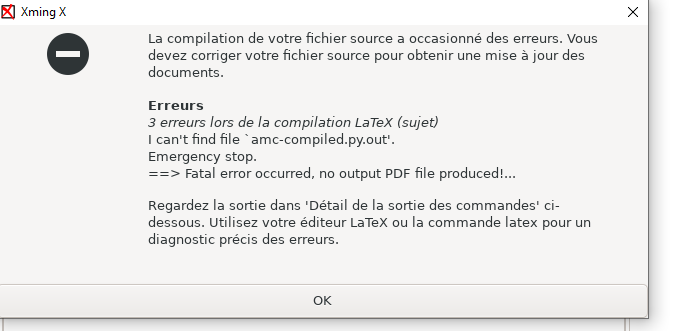 Xming X
La compilation de votre fichier source a occasionné des erreurs. Vous
devez corriger votre fichier source pour obtenir une mise à jour des
documents.
Erreurs
3 erreurs lors de la compilation LaTeX (sujet)
I can't find file `amc-compiled.py.out'.
Emergency stop.
==> Fatal error occurred, no output PDF file produced!...
Regardez la sortie dans 'Détail de la sortie des commandes' ci-
dessous. Utilisez votre éditeur LaTeX ou la commande latex pour un
diagnostic précis des erreurs.
OK